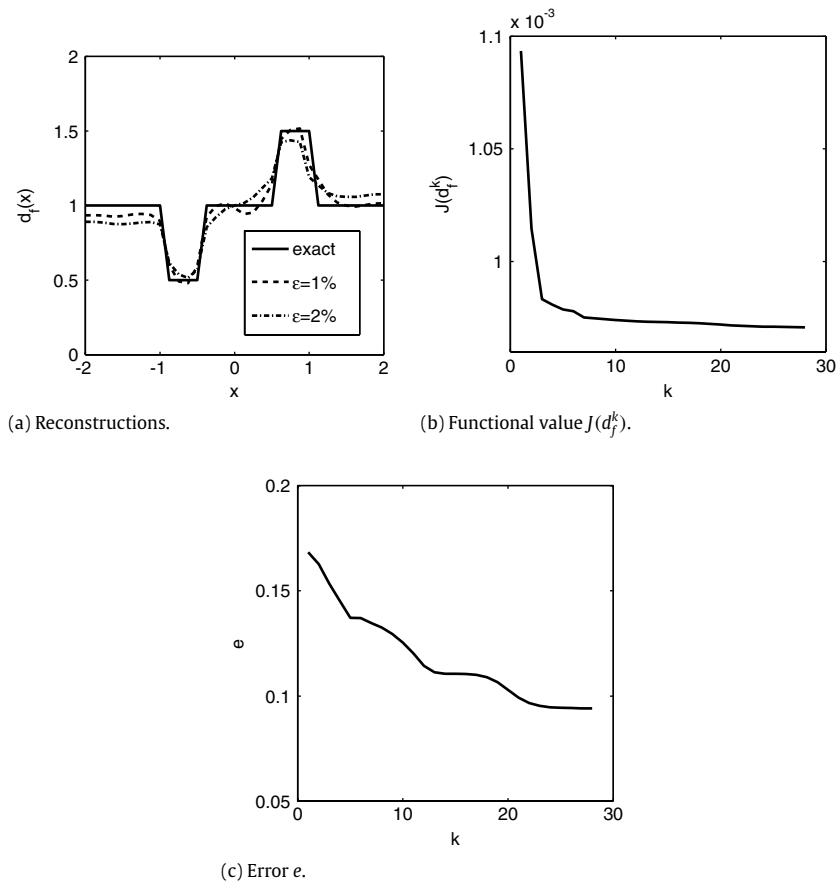 2
1.5
1
0.5
0
-2
-1
0
1
2
d_f(x)
x
exact
ε=1%
ε=2%
(a) Reconstructions.
x 10^-3
1.1
1.05
1
0
10
20
30
J(d_f^k)
k
(b) Functional value J(d_f^k).
0.2
0.15
0.1
0.05
0
10
20
30
e
k
(c) Error e.